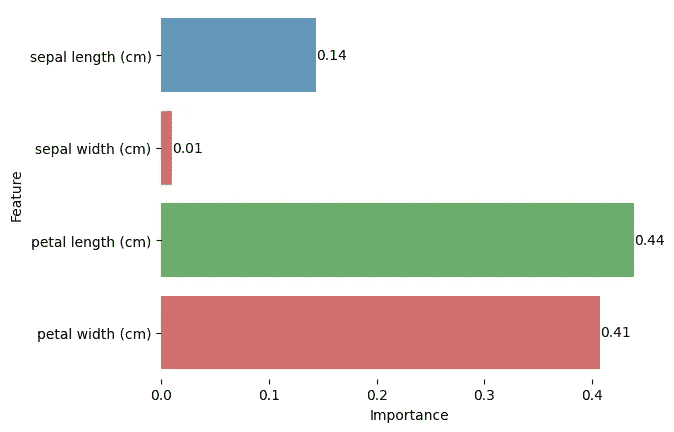 sepal length (cm)
0.14
sepal width (cm)
0.01
Feature
petal length (cm)
0.44
petal width (cm)
0.41
0.0 0.1 0.2 0.3 0.4
Importance